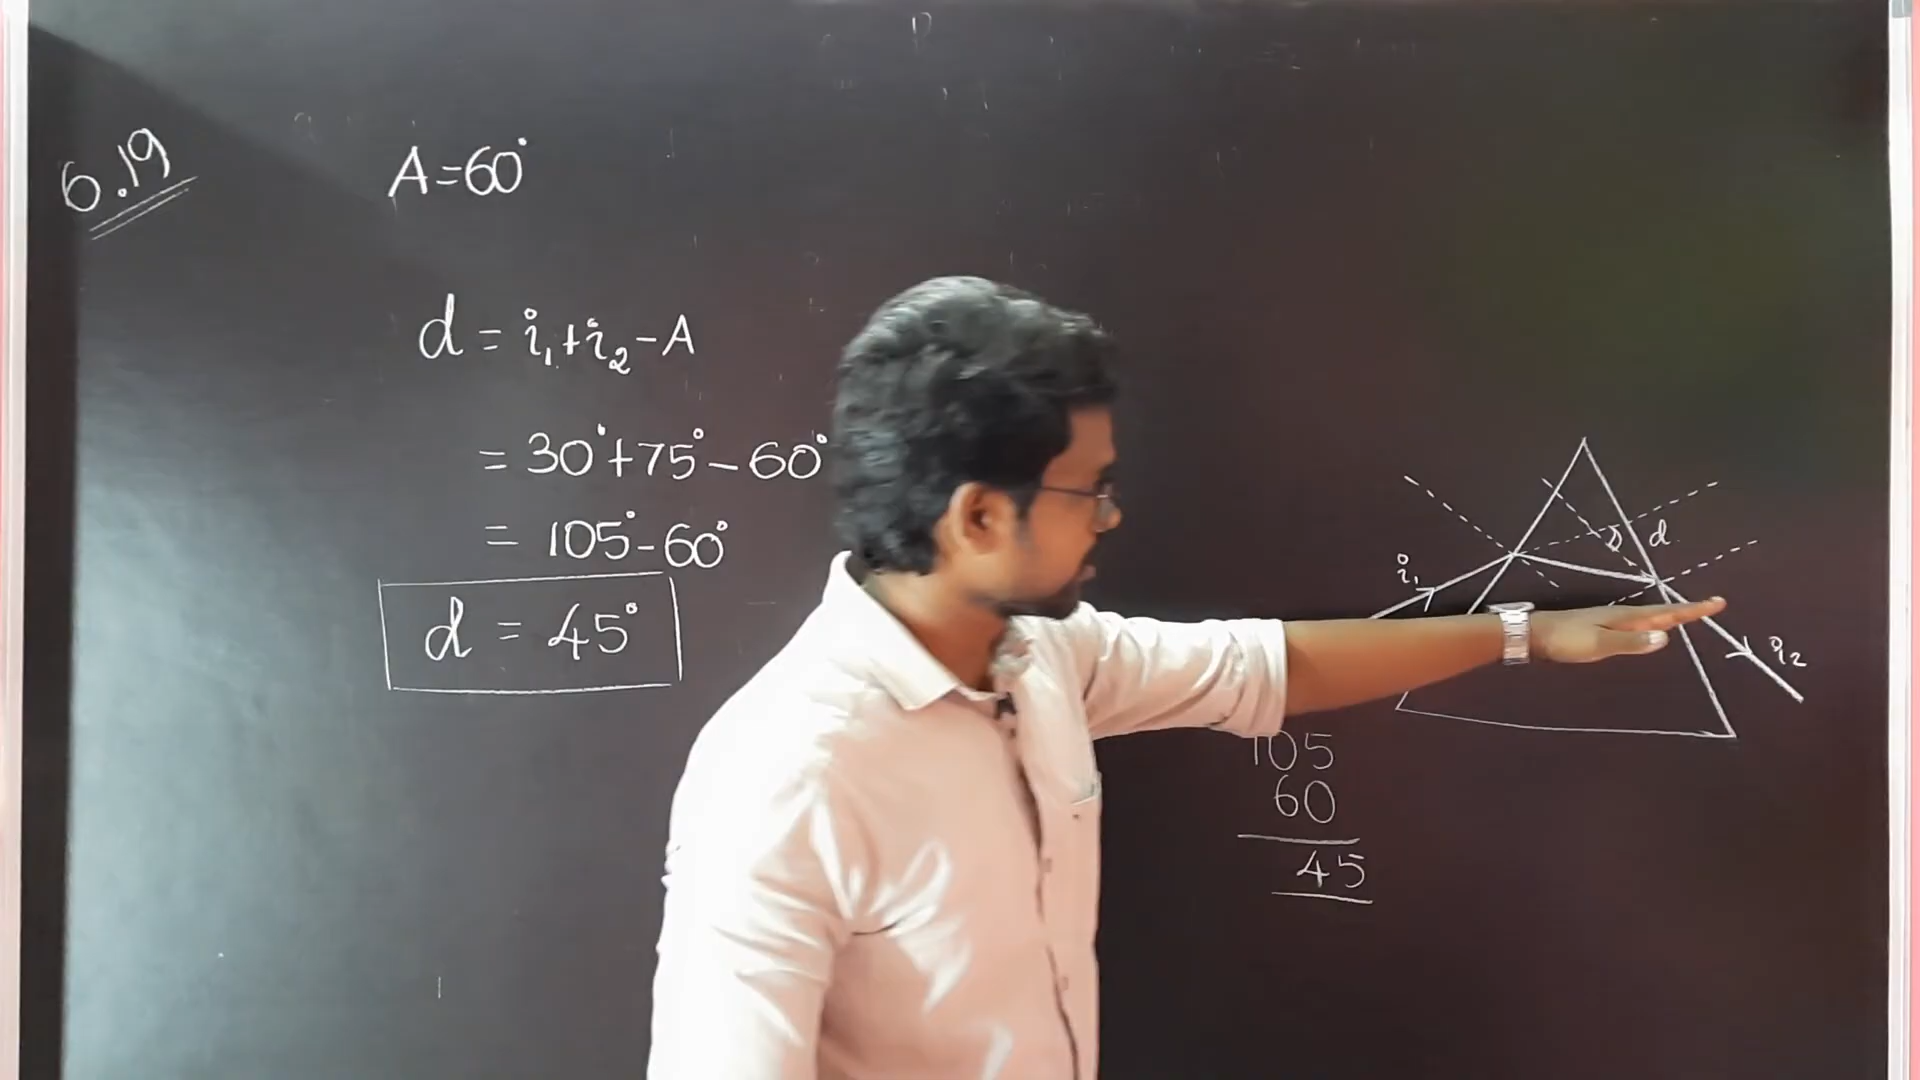 6.19
A=60°
d = i₁+i₂-A
= 30°+75°-60°
= 105°-60°
d = 45°
i₁
d
i₂
105
60
45